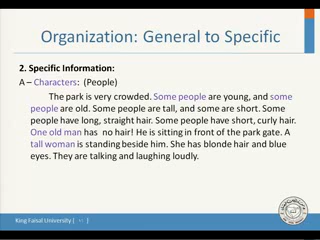 Organization: General to Specific
2. Specific Information:
A – Characters: (People)
The park is very crowded. Some people are young, and some
people are old. Some people are tall, and some are short. Some
people have long, straight hair. Some people have short, curly hair.
One old man has no hair! He is sitting in front of the park gate. A
tall woman is standing beside him. She has blonde hair and blue
eyes. They are talking and laughing loudly.
King Faisal University [ ]